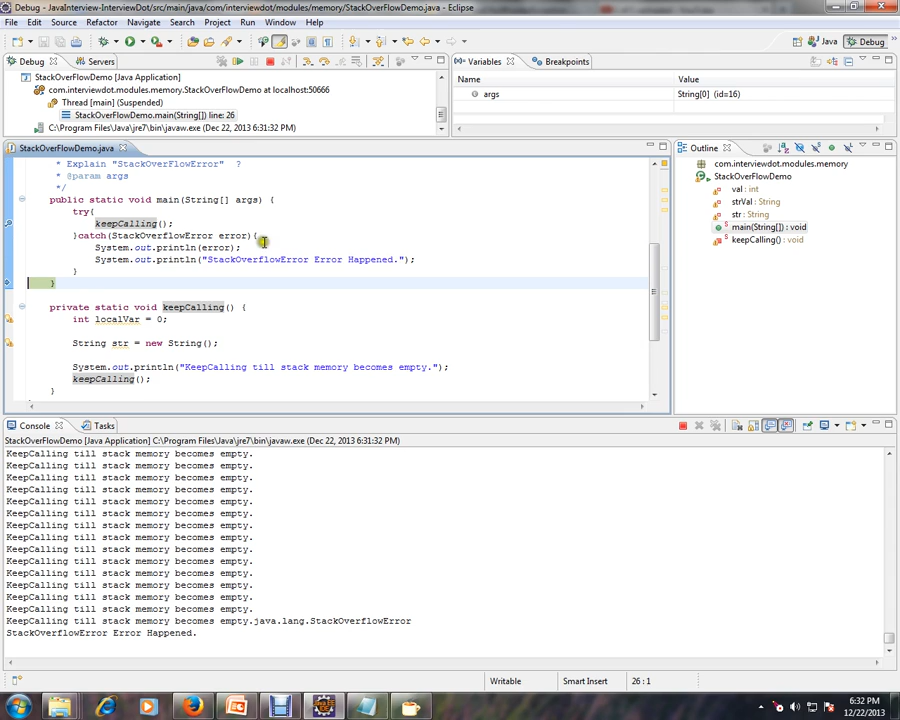 Debug - JavaInterview-InterviewDot/src/main/java/com/interviewdot/modules/memory/StackOverFlowDemo.java - Eclipse
File Edit Source Refactor Navigate Search Project Run Window Help
Java Debug
Debug Servers
StackOverFlowDemo [Java Application]
com.interviewdot.modules.memory.StackOverFlowDemo at localhost:50666
Thread [main] (Suspended)
StackOverFlowDemo.main(String[]) line: 26
C:\Program Files\Java\jre7\bin\javaw.exe (Dec 22, 2013 6:31:32 PM)
Variables Breakpoints
Name Value
args String[0] (id=16)
StackOverFlowDemo.java
* Explain "StackOverFlowError" ?
* @param args
*/
public static void main(String[] args) {
try{
keepCalling();
}catch(StackOverflowError error){
System.out.println(error);
System.out.println("StackOverflowError Error Happened.");
}
}
private static void keepCalling() {
int localVar = 0;
String str = new String();
System.out.println("KeepCalling till stack memory becomes empty.");
keepCalling();
}
Outline
com.interviewdot.modules.memory
StackOverFlowDemo
val : int
strVal : String
str : String
main(String[]) : void
keepCalling() : void
Console Tasks
StackOverFlowDemo [Java Application] C:\Program Files\Java\jre7\bin\javaw.exe (Dec 22, 2013 6:31:32 PM)
KeepCalling till stack memory becomes empty.
KeepCalling till stack memory becomes empty.
KeepCalling till stack memory becomes empty.
KeepCalling till stack memory becomes empty.
KeepCalling till stack memory becomes empty.
KeepCalling till stack memory becomes empty.
KeepCalling till stack memory becomes empty.
KeepCalling till stack memory becomes empty.
KeepCalling till stack memory becomes empty.
KeepCalling till stack memory becomes empty.
KeepCalling till stack memory becomes empty.
KeepCalling till stack memory becomes empty.
KeepCalling till stack memory becomes empty.
KeepCalling till stack memory becomes empty.
KeepCalling till stack memory becomes empty.java.lang.StackOverflowError
StackOverflowError Error Happened.
Writable Smart Insert 26 : 1
6:32 PM
12/22/2013